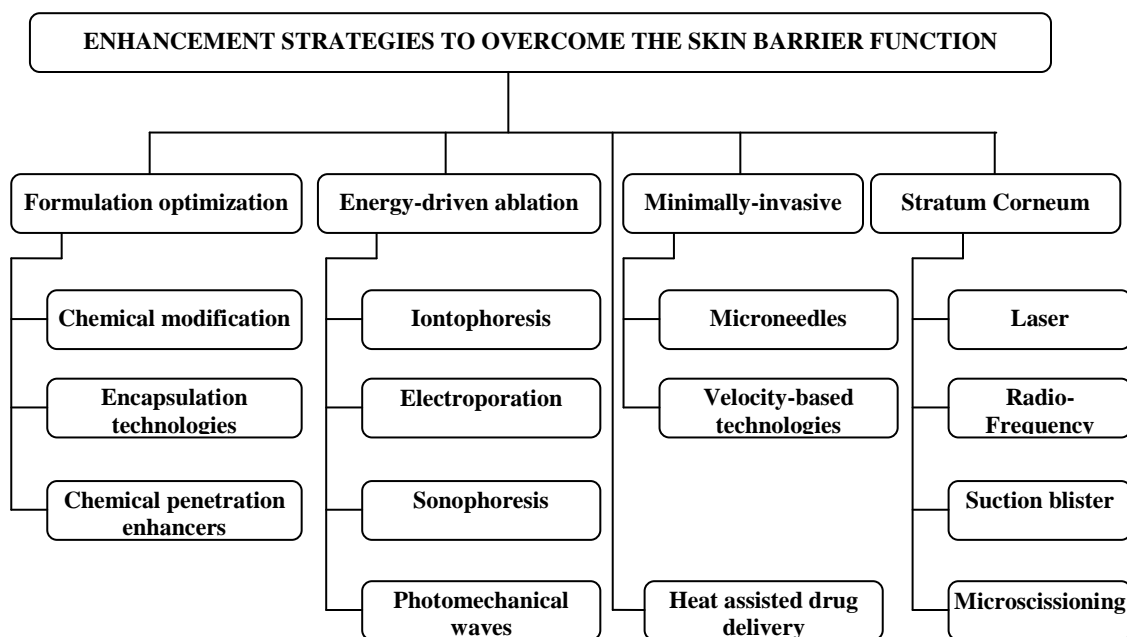 ENHANCEMENT STRATEGIES TO OVERCOME THE SKIN BARRIER FUNCTION
Formulation optimization
Chemical modification
Encapsulation
technologies
Chemical penetration
enhancers
Energy-driven ablation
Iontophoresis
Electroporation
Sonophoresis
Photomechanical
waves
Minimally-invasive
Microneedles
Velocity-based
technologies
Heat assisted drug
delivery
Stratum Corneum
Laser
Radio-
Frequency
Suction blister
Microscissioning